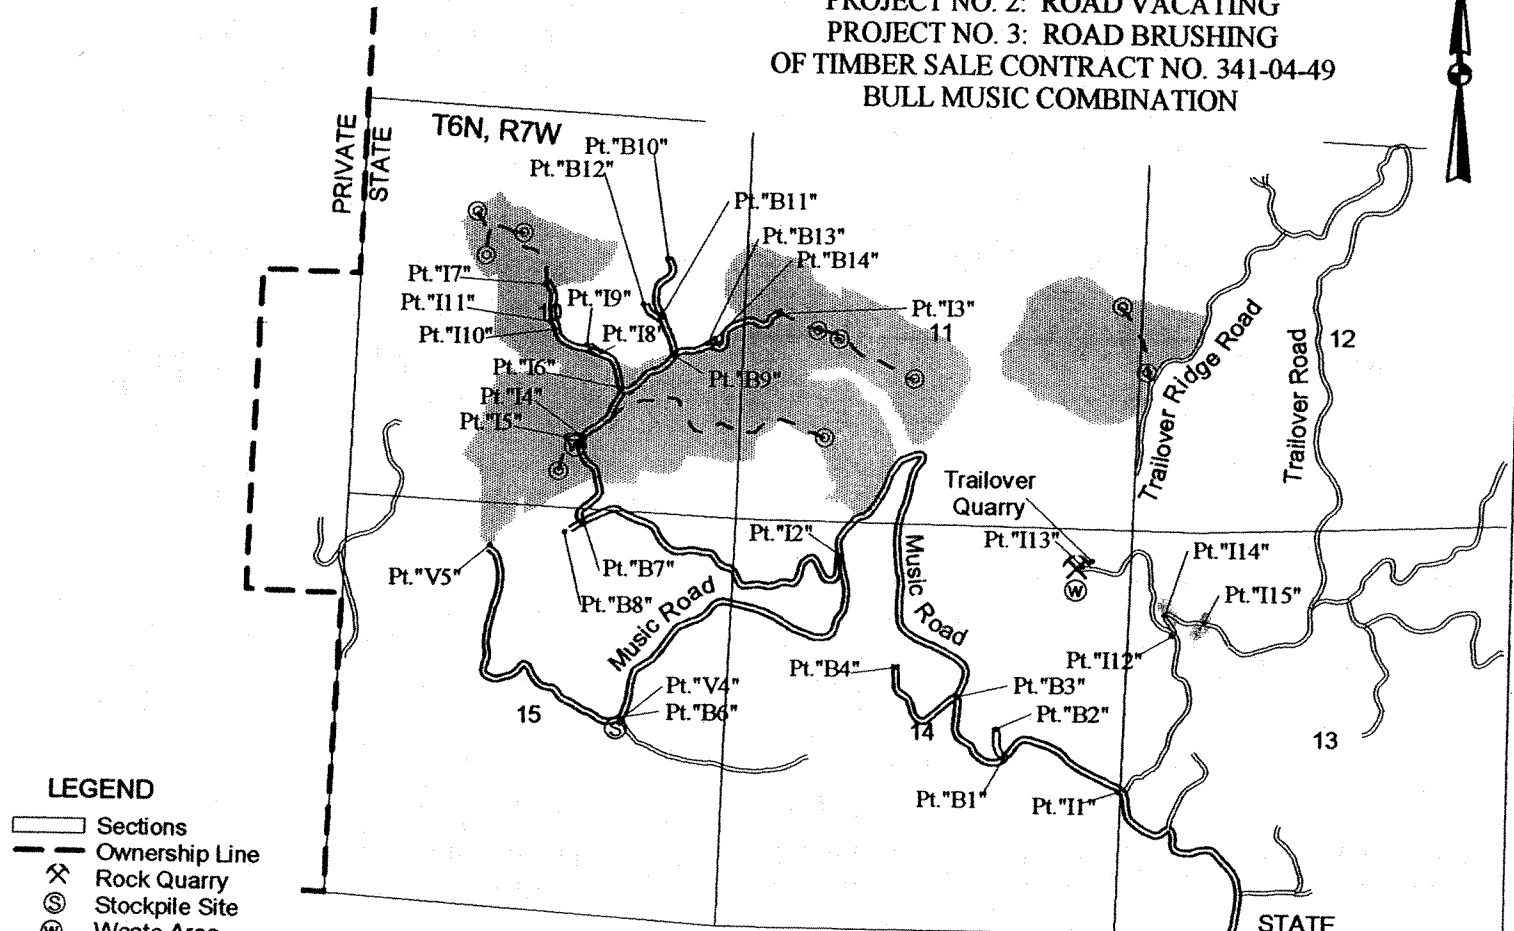 PROJECT NO. 2: ROAD VACATING
PROJECT NO. 3: ROAD BRUSHING
OF TIMBER SALE CONTRACT NO. 341-04-49
BULL MUSIC COMBINATION
PRIVATE
STATE
T6N, R7W
Pt."B10"
Pt."B12"
Pt."B11"
Pt."B13"
Pt."B14"
Pt."I7"
Pt."I11"
Pt."I9"
10
Pt."I10"
Pt."I8"
Pt."I3"
11
12
Pt."I6"
Pt."B9"
Pt."I4"
Pt."I5"
W
Trailover Ridge Road
Trailover Road
Trailover
Quarry
Pt."I2"
Pt."I13"
Pt."I14"
Pt."V5"
Pt."B7"
Pt."B8"
W
Pt."I15"
Music Road
Music Road
Pt."I12"
Pt."B4"
Pt."V4"
Pt."B3"
Pt."B6"
Pt."B2"
15
S
14
13
Pt."B1"
Pt."I1"
LEGEND
Sections
Ownership Line
Rock Quarry
S Stockpile Site
W Waste Area
STATE